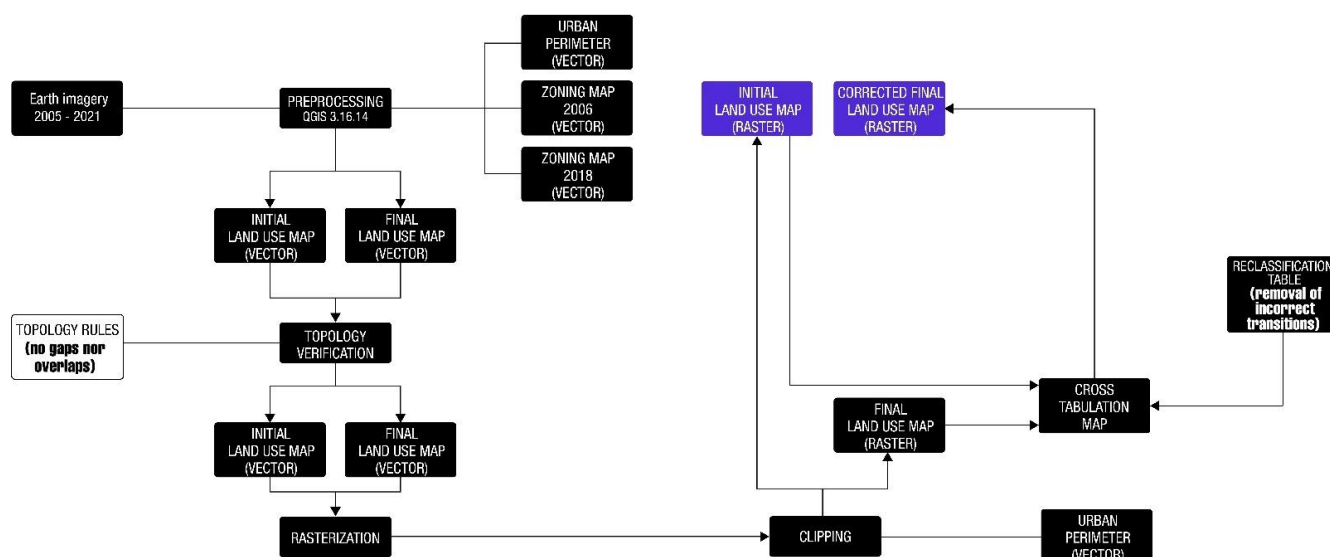 URBAN
PERIMETER
(VECTOR)
Earth imagery
2005 - 2021
PREPROCESSING
QGIS 3.16.14
ZONING MAP
2006
(VECTOR)
ZONING MAP
2018
(VECTOR)
INITIAL
LAND USE MAP
(VECTOR)
FINAL
LAND USE MAP
(VECTOR)
TOPOLOGY RULES
(no gaps nor
overlaps)
TOPOLOGY
VERIFICATION
INITIAL
LAND USE MAP
(VECTOR)
FINAL
LAND USE MAP
(VECTOR)
RASTERIZATION
INITIAL
LAND USE MAP
(RASTER)
CORRECTED FINAL
LAND USE MAP
(RASTER)
RECLASSIFICATION
TABLE
(removal of
incorrect
transitions)
CROSS
TABULATION
MAP
FINAL
LAND USE MAP
(RASTER)
CLIPPING
URBAN
PERIMETER
(VECTOR)